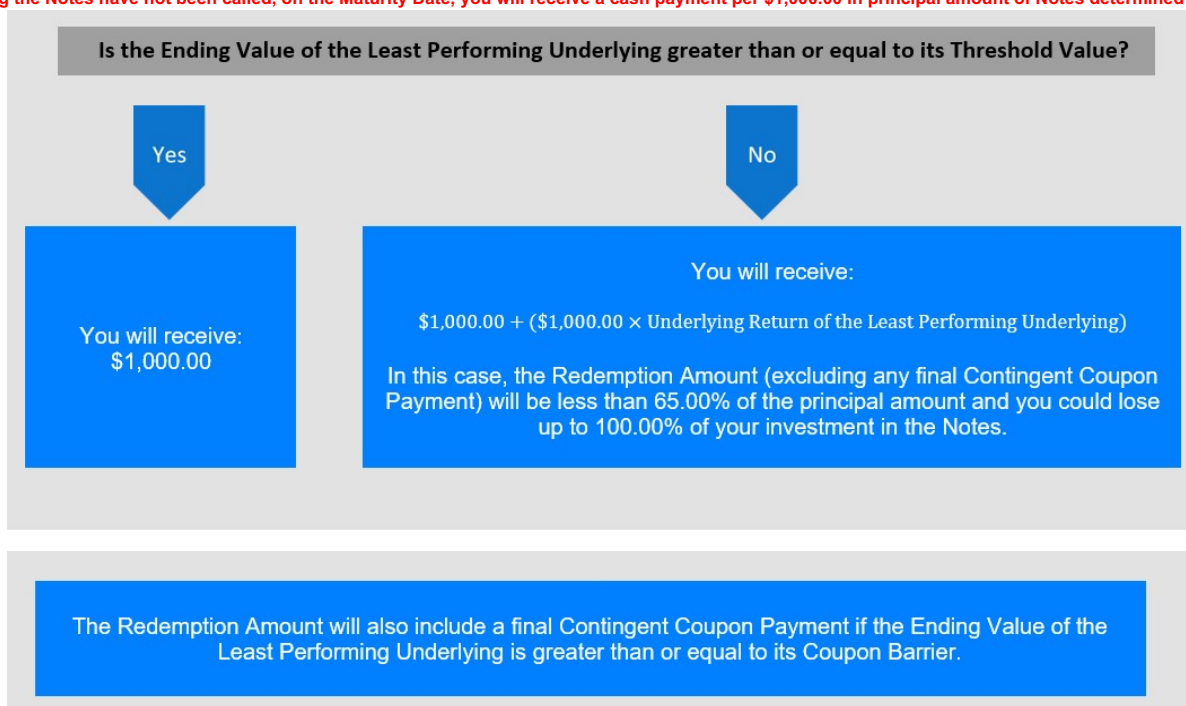 g the Notes have not been called, on the Maturity Date, you will receive a cash payment per $1,000.00 in principal amount of Notes determined
Is the Ending Value of the Least Performing Underlying greater than or equal to its Threshold Value?
Yes
No
You will receive:
$1,000.00
You will receive:
$1,000.00 + ($1,000.00 × Underlying Return of the Least Performing Underlying)
In this case, the Redemption Amount (excluding any final Contingent Coupon
Payment) will be less than 65.00% of the principal amount and you could lose
up to 100.00% of your investment in the Notes.
The Redemption Amount will also include a final Contingent Coupon Payment if the Ending Value of the
Least Performing Underlying is greater than or equal to its Coupon Barrier.